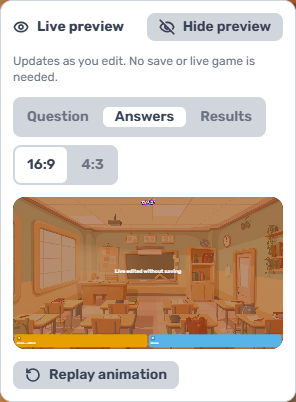 Live preview
Hide preview
Updates as you edit. No save or live game is
needed.
Question
Answers
Results
16:9
4:3
Live edited without saving
Replay animation